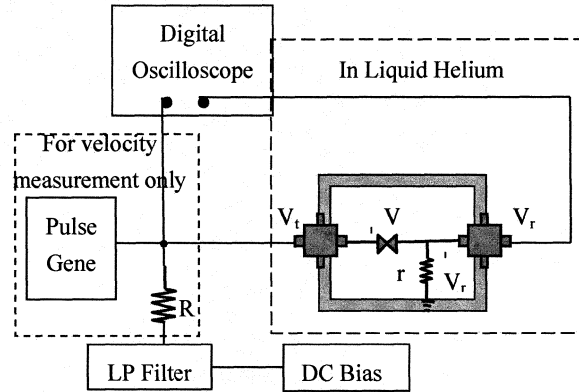 Digital
Oscilloscope
In Liquid Helium
For velocity
measurement only
Pulse
Gene
V_t
V
V_r
r
V_r
R
LP Filter
DC Bias